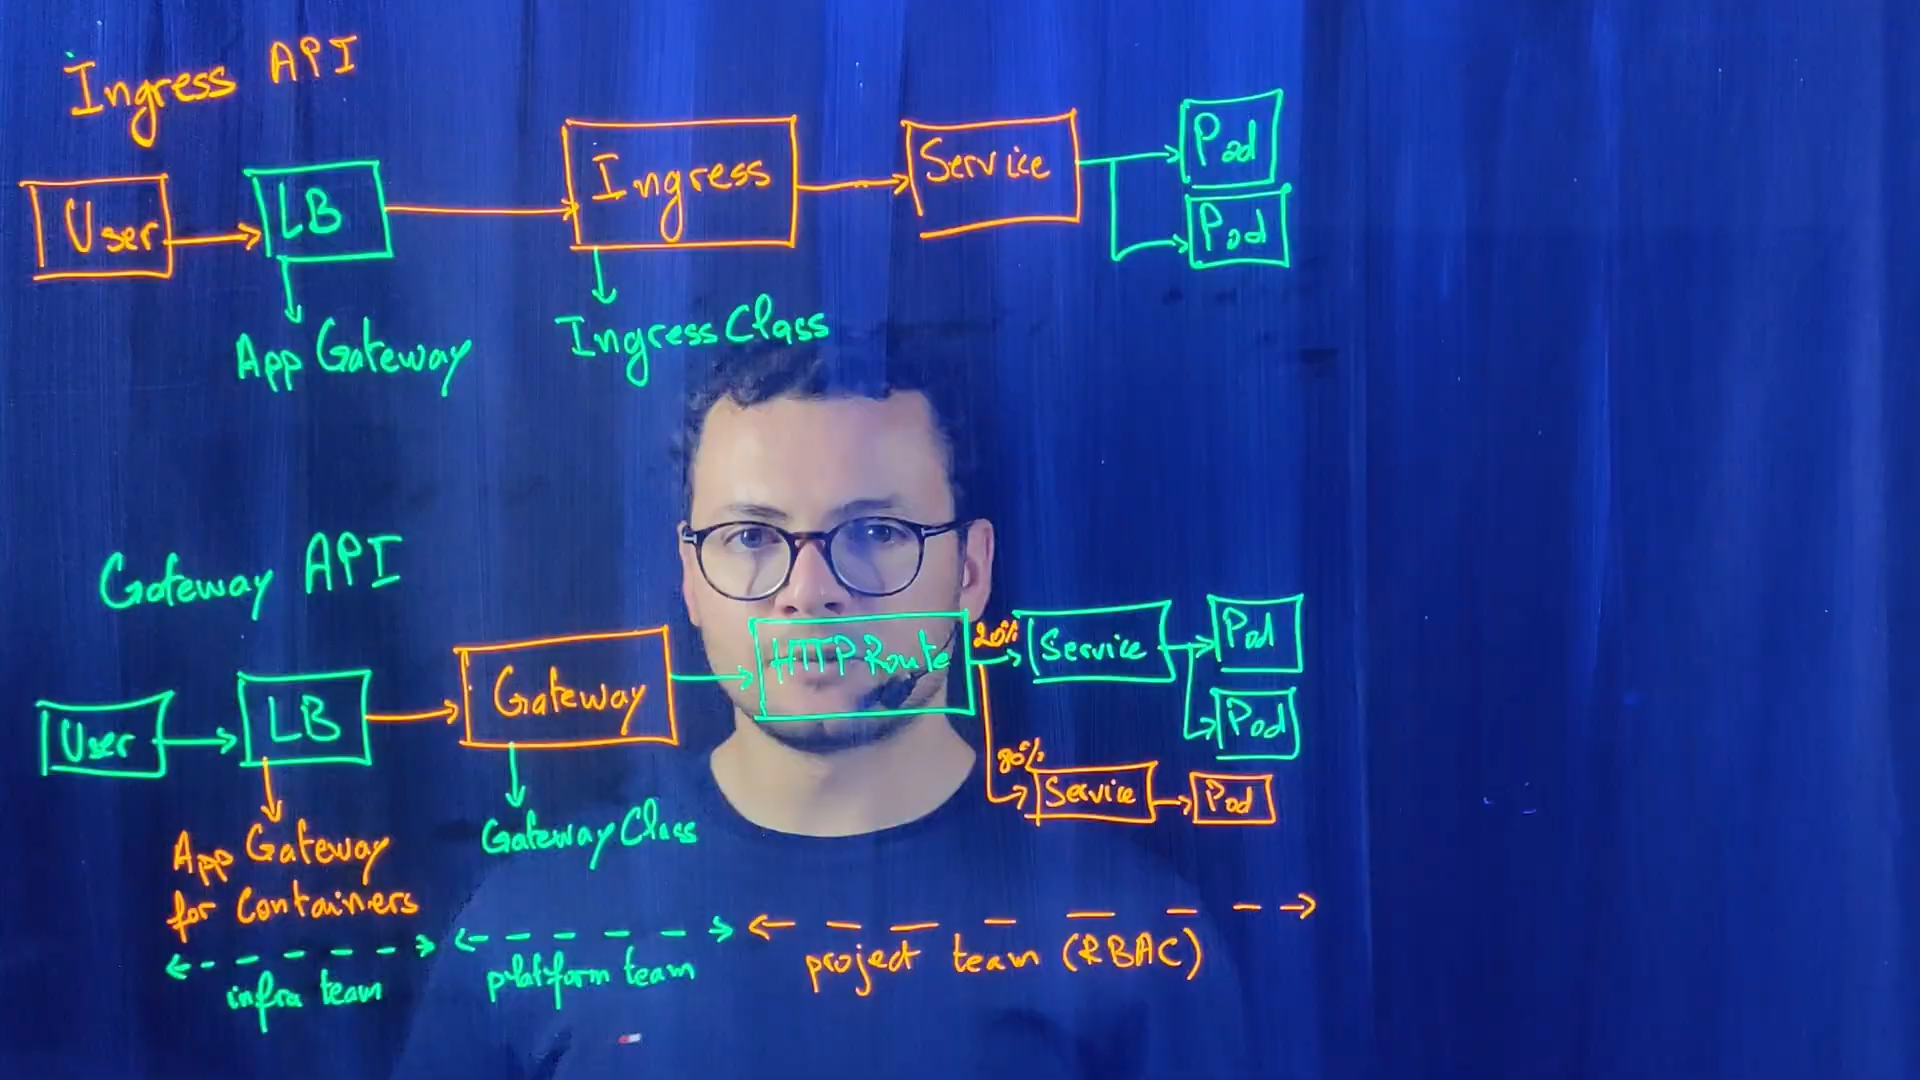 Ingress API
User
LB
Ingress
Service
Pod
Pod
App Gateway
Ingress Class
Gateway API
User
LB
Gateway
HTTP Route
20%
Service
Pod
Pod
80%
Service
Pod
App Gateway
for Containers
Gateway Class
infra team
platform team
project team (RBAC)